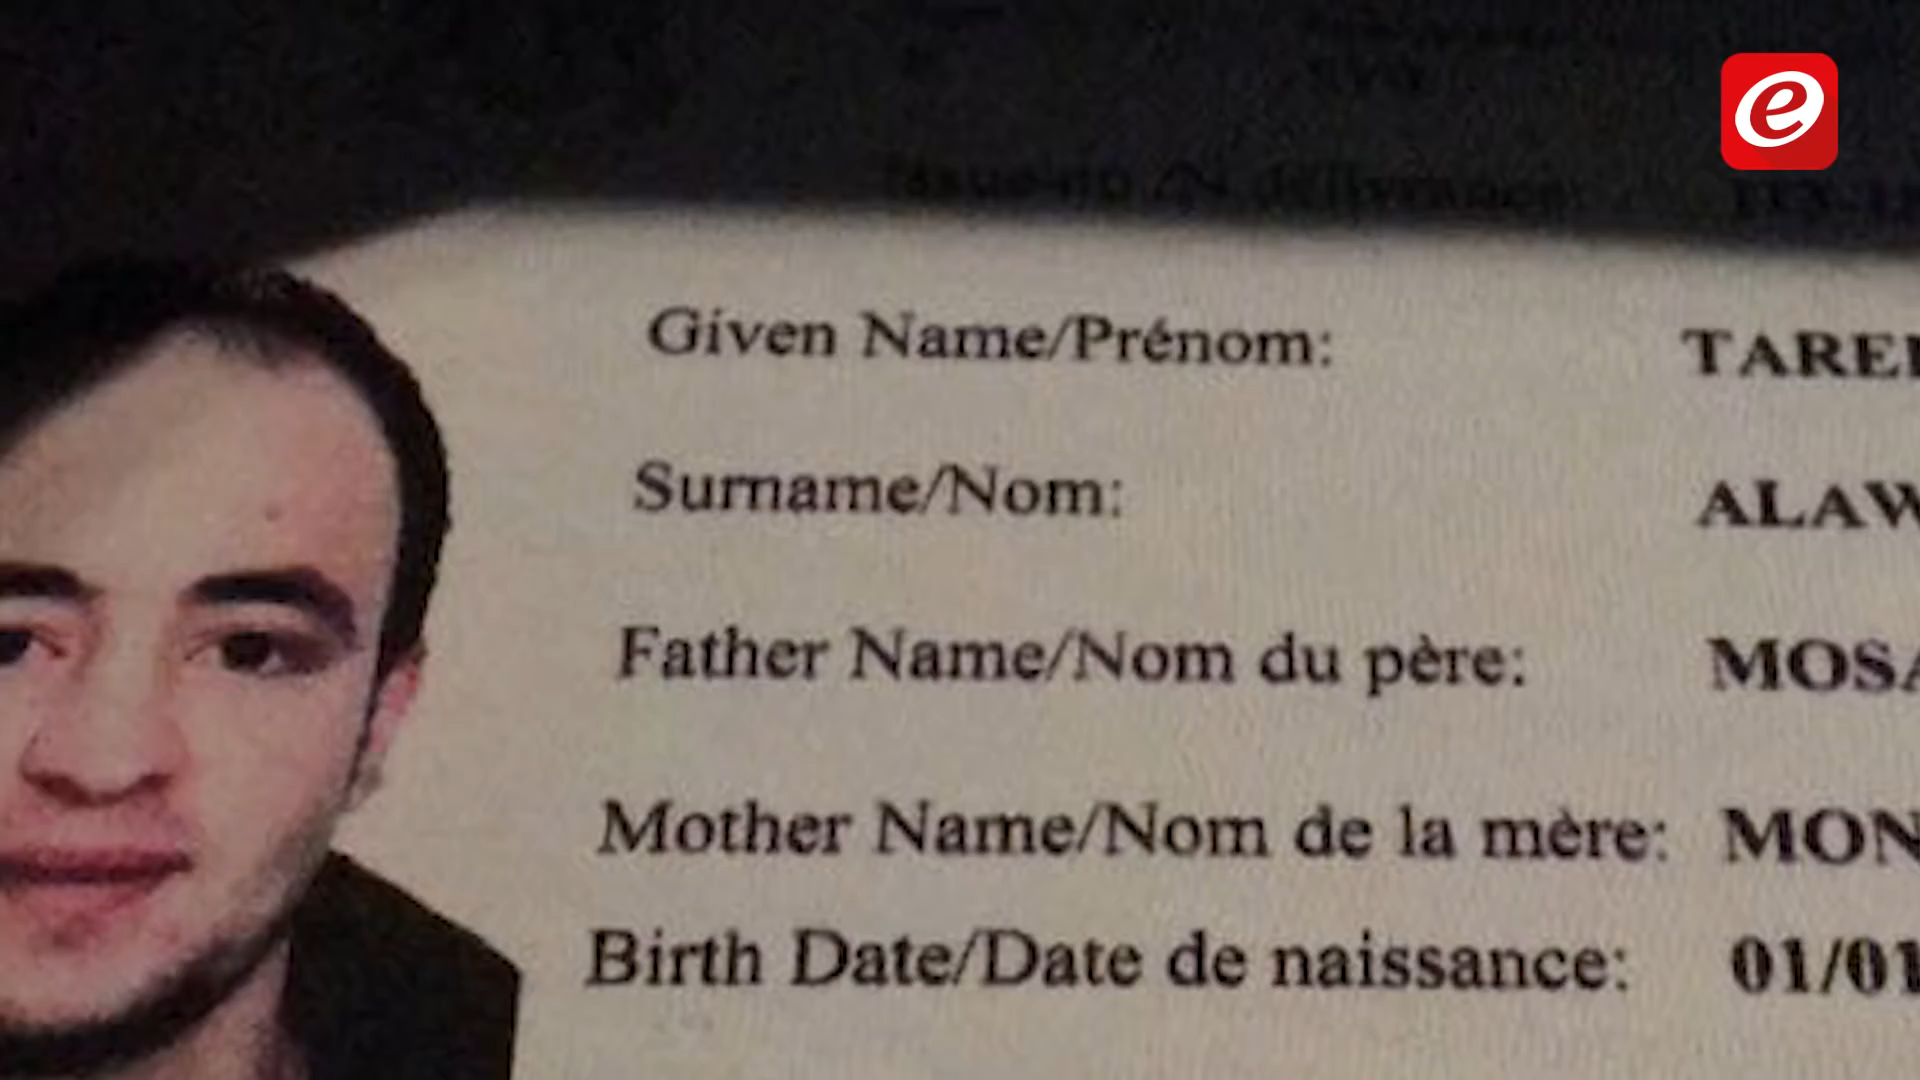 e
Given Name/Prénom: TARE
Surname/Nom: ALAW
Father Name/Nom du père: MOSA
Mother Name/Nom de la mère: MON
Birth Date/Date de naissance: 01/01